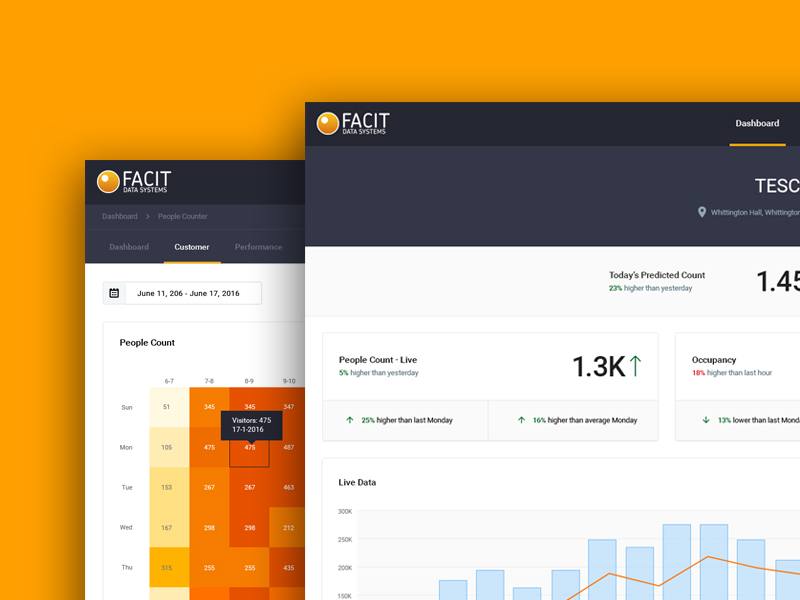 FACIT
DATA SYSTEMS
Dashboard > People Counter
Dashboard Customer Performance
June 11, 206 - June 17, 2016
People Count
6-7 7-8 8-9 9-10
Sun 51 345 345 347
Visitors: 475
17-1-2016
Mon 105 475 475 487
Tue 153 267 267 463
Wed 167 298 298 212
Thu 315 255 255 435
FACIT
DATA SYSTEMS
Dashboard
TESC
Whittington Hall, Whittington
Today's Predicted Count
23% higher than yesterday
1.45
People Count - Live
5% higher than yesterday
1.3K
25% higher than last Monday
16% higher than average Monday
Occupancy
18% higher than last hour
13% lower than last Mond
Live Data
300K
250K
200K
150K